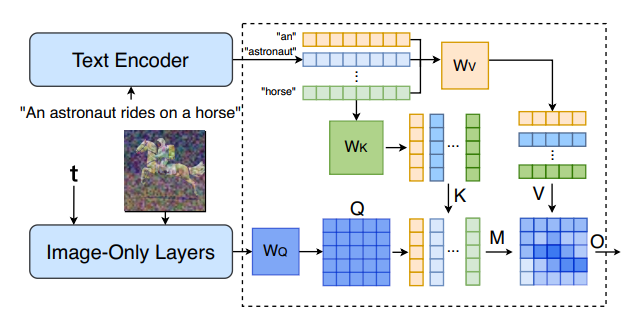 Text Encoder
"An astronaut rides on a horse"
t
Image-Only Layers
"an"
"astronaut"
"horse"
WV
WK
K
V
WQ
Q
M
O